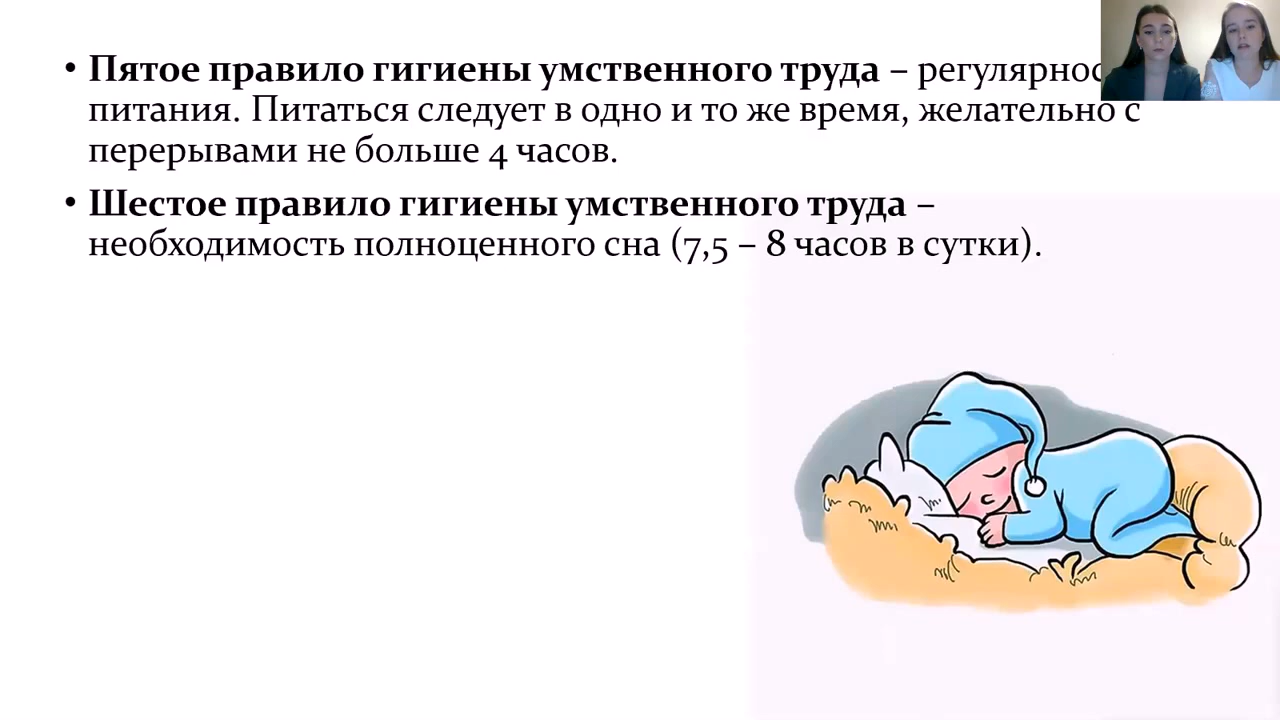 • Пятое правило гигиены умственного труда –
питания. Питаться следует в одно и то же время, желательно с
перерывами не больше 4 часов.
• Шестое правило гигиены умственного труда –
необходимость полноценного сна (7,5 – 8 часов в сутки).